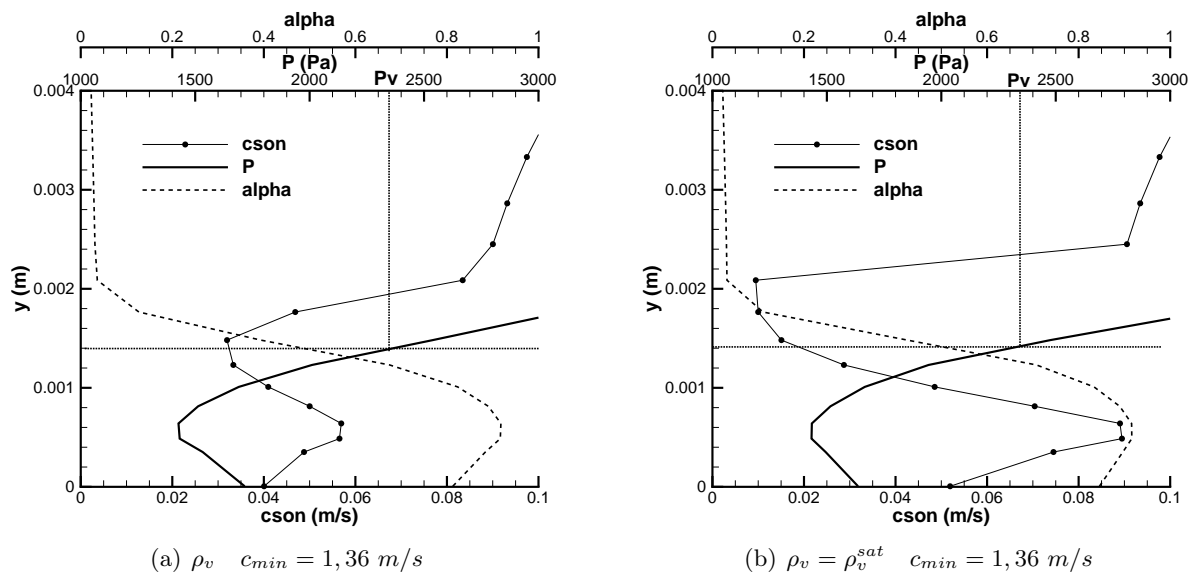 alpha
0 0.2 0.4 0.6 0.8 1
P (Pa)
1000 1500 2000 2500 3000
Pv
0.004
0.003
0.002
0.001
0
y (m)
cson
P
alpha
0 0.02 0.04 0.06 0.08 0.1
cson (m/s)
(a) ρv cmin = 1, 36 m/s
alpha
0 0.2 0.4 0.6 0.8 1
P (Pa)
1000 1500 2000 2500 3000
Pv
0.004
0.003
0.002
0.001
0
y (m)
cson
P
alpha
0 0.02 0.04 0.06 0.08 0.1
cson (m/s)
(b) ρv = ρv^sat cmin = 1, 36 m/s